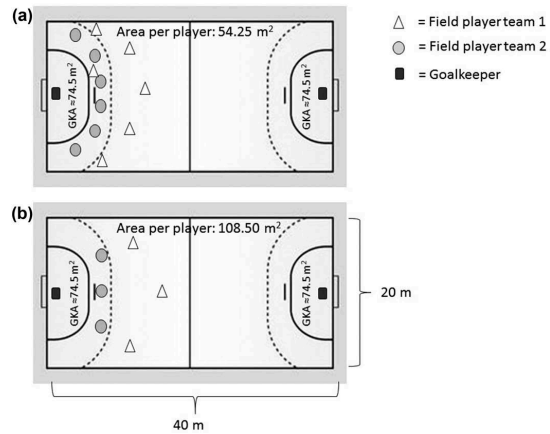 (a)
Area per player: 54.25 m²
GKA ≈74.5 m²
GKA ≈74.5 m²
= Field player team 1
= Field player team 2
= Goalkeeper
(b)
Area per player: 108.50 m²
GKA ≈74.5 m²
GKA ≈74.5 m²
20 m
40 m